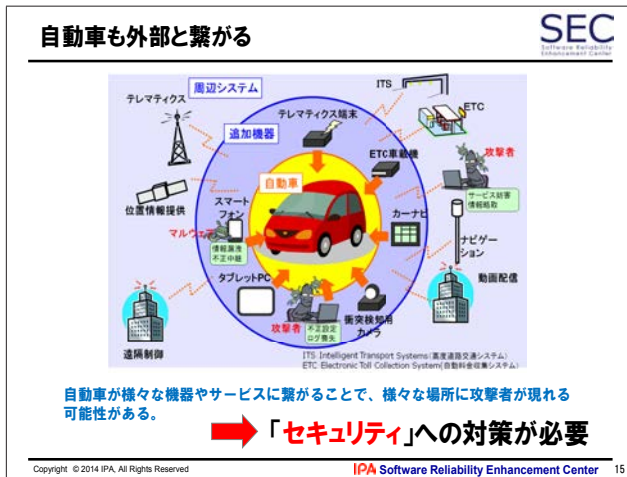 自動車も外部と繋がる
SEC
Software Reliability
Enhancement Center
周辺システム
テレマティクス
ITS
ETC
テレマティクス端末
追加機器
ETC車載機
攻撃者
自動車
サービス妨害
情報略取
位置情報提供
スマート
フォン
カーナビ
マルウェア
情報漏洩
不正中継
ナビゲー
ション
タブレットPC
動画配信
攻撃者
不正設定
ログ喪失
衝突検知用
カメラ
遠隔制御
ITS:Intelligent Transport Systems(高度道路交通システム)
ETC:Electronic Toll Collection System(自動料金収集システム)
自動車が様々な機器やサービスに繋がることで、様々な場所に攻撃者が現れる
可能性がある。
「セキュリティ」への対策が必要
Copyright © 2014 IPA, All Rights Reserved
IPA Software Reliability Enhancement Center
15